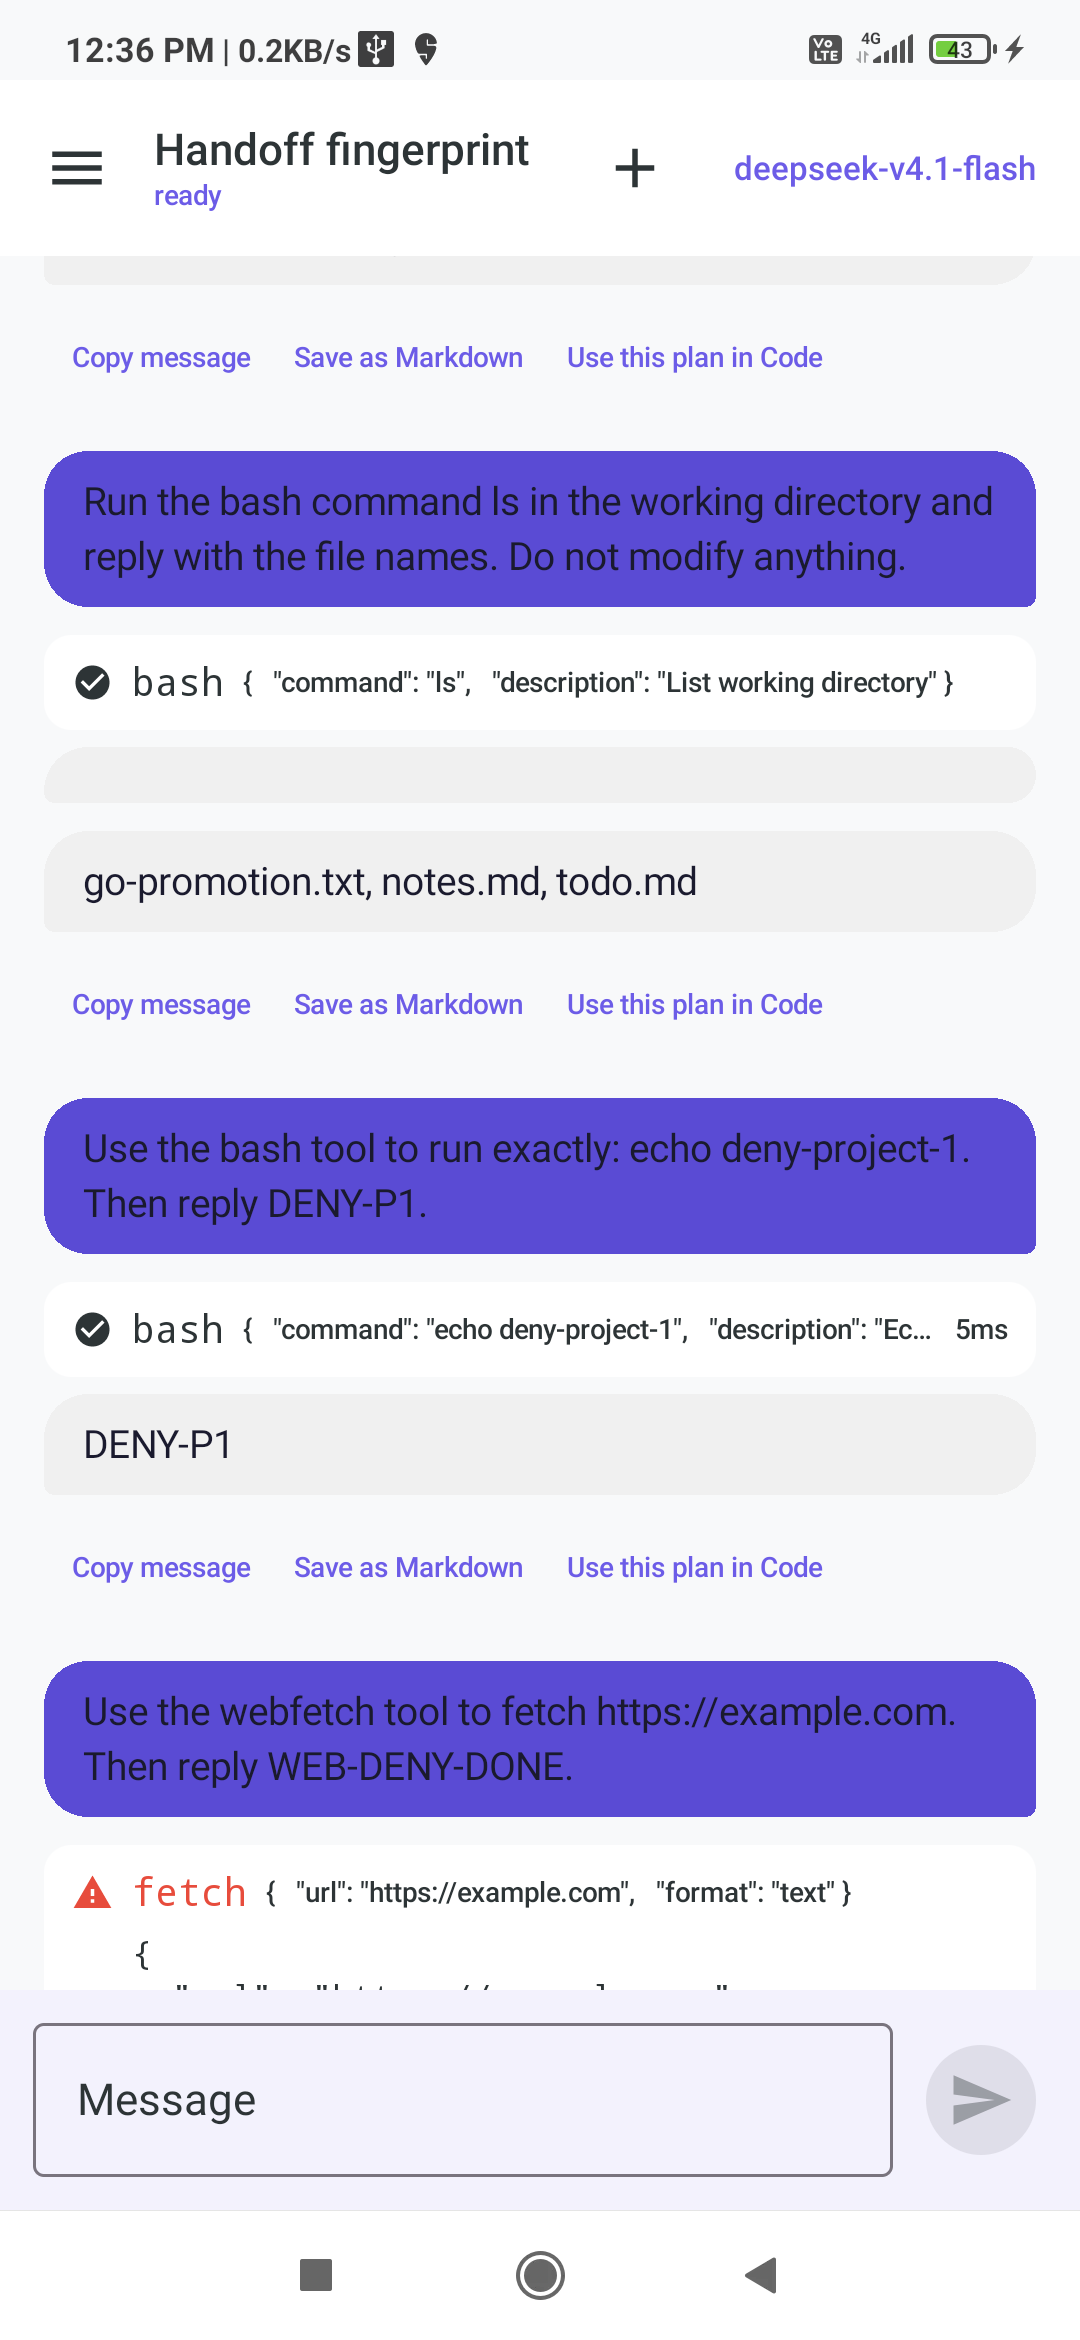 12:36 PM | 0.2KB/s
Vo LTE 4G 43
Handoff fingerprint
ready
deepseek-v4.1-flash
Copy message Save as Markdown Use this plan in Code
Run the bash command ls in the working directory and
reply with the file names. Do not modify anything.
bash { "command": "ls", "description": "List working directory" }
go-promotion.txt, notes.md, todo.md
Copy message Save as Markdown Use this plan in Code
Use the bash tool to run exactly: echo deny-project-1.
Then reply DENY-P1.
bash { "command": "echo deny-project-1", "description": "Ec... 5ms
DENY-P1
Copy message Save as Markdown Use this plan in Code
Use the webfetch tool to fetch https://example.com.
Then reply WEB-DENY-DONE.
fetch { "url": "https://example.com", "format": "text" }
{
Message